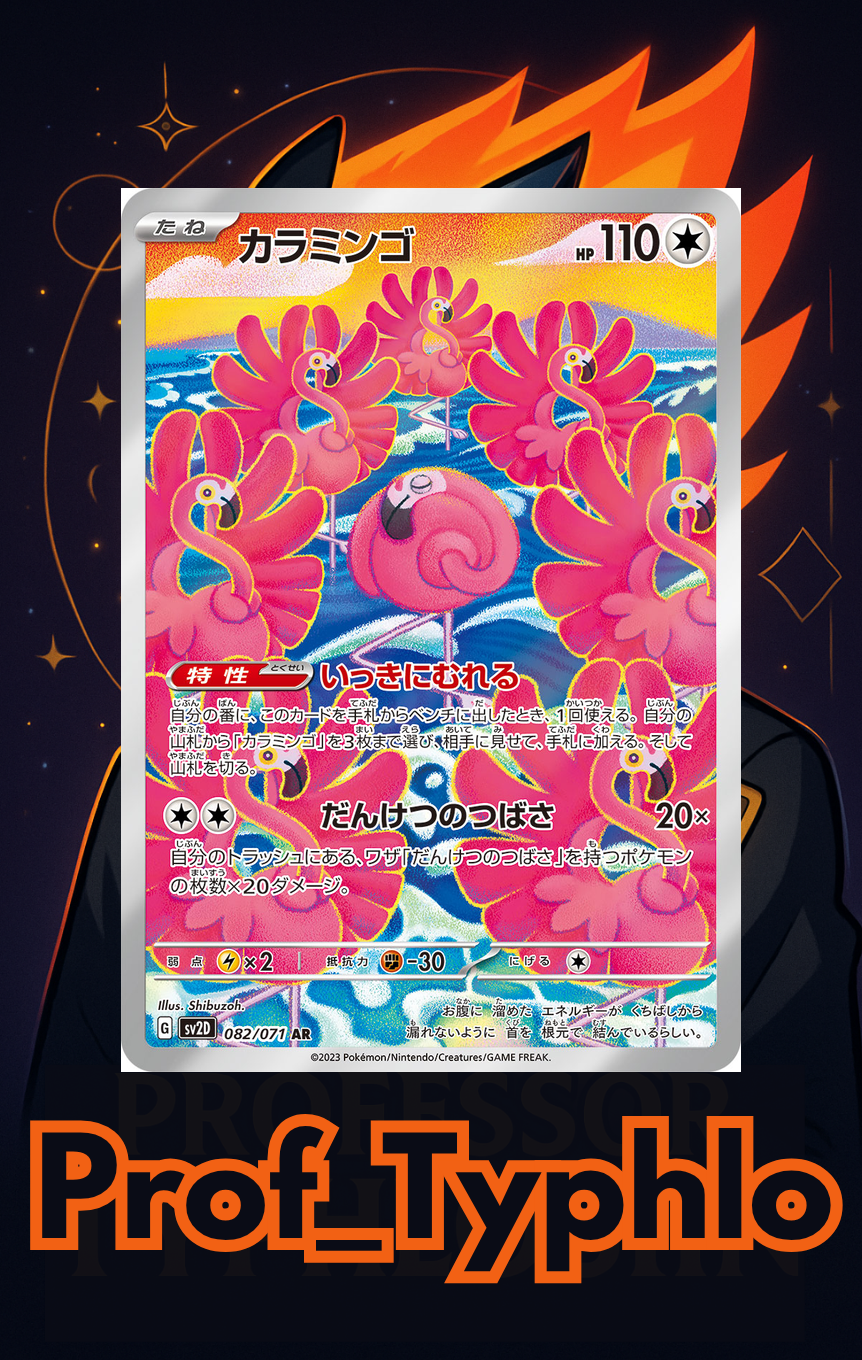 たね
カラミンゴ
HP 110
特性 とくせい いっきにむれる
自分の番に、このカードを手札からベンチに出したとき、1回使える。自分の
山札から「カラミンゴ」を3枚まで選び、相手に見せて、手札に加える。そして
山札を切る。
だんけつのつばさ 20×
自分のトラッシュにある、ワザ「だんけつのつばさ」を持つポケモン
の枚数×20ダメージ。
弱点 ×2 抵抗力 -30 にげる
Illus. Shibuzoh.
お腹に 溜めた エネルギーが くちばしから
漏れないように 首を 根元で 結んでいるらしい。
G sv2D 082/071 AR
©2023 Pokémon/Nintendo/Creatures/GAME FREAK.
PROFESSOR
Prof_Typhlo